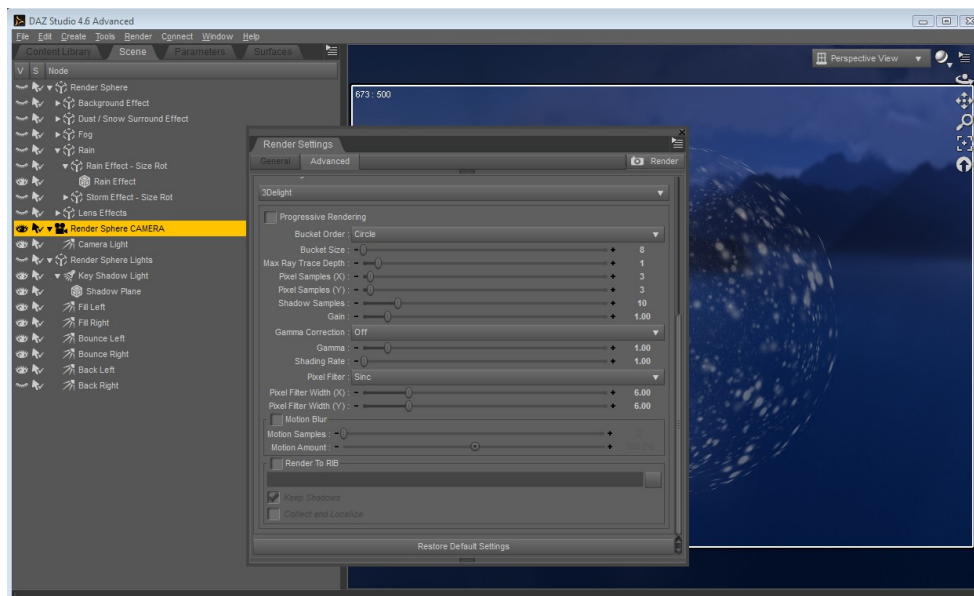 DAZ Studio 4.6 Advanced
File Edit Create Tools Render Connect Window Help
Content Library Scene Parameters Surfaces
V S Node
Render Sphere
Background Effect
Dust / Snow Surround Effect
Fog
Rain
Rain Effect - Size Rot
Rain Effect
Storm Effect - Size Rot
Lens Effects
Render Sphere CAMERA
Camera Light
Render Sphere Lights
Key Shadow Light
Shadow Plane
Fill Left
Fill Right
Bounce Left
Bounce Right
Back Left
Back Right
Perspective View
673 : 500
Render Settings
General Advanced Render
3Delight
Progressive Rendering
Bucket Order : Circle
Bucket Size : - + 8
Max Ray Trace Depth : - + 1
Pixel Samples (X) : - + 3
Pixel Samples (Y) : - + 3
Shadow Samples : - + 10
Gain : - + 1.00
Gamma Correction : Off
Gamma : - + 1.00
Shading Rate : - + 1.00
Pixel Filter : Sinc
Pixel Filter Width (X) : - + 6.00
Pixel Filter Width (Y) : - + 6.00
Motion Blur
Motion Samples : - +
Motion Amount : - +
Render To RIB
Keep Shadows
Collect and Localize
Restore Default Settings